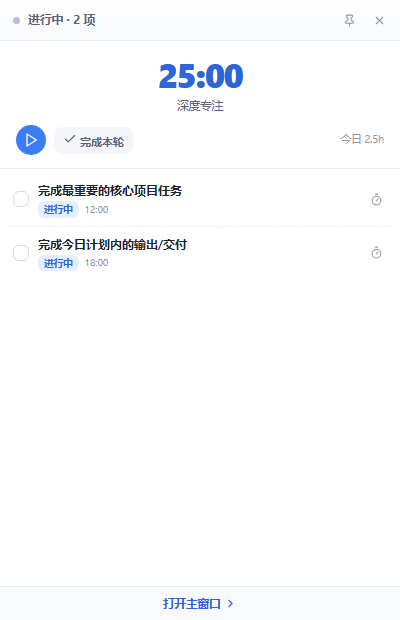 进行中 · 2 项
25:00
深度专注
完成本轮
今日 2.5h
完成最重要的核心项目任务
进行中 12:00
完成今日计划内的输出/交付
进行中 18:00
打开主窗口